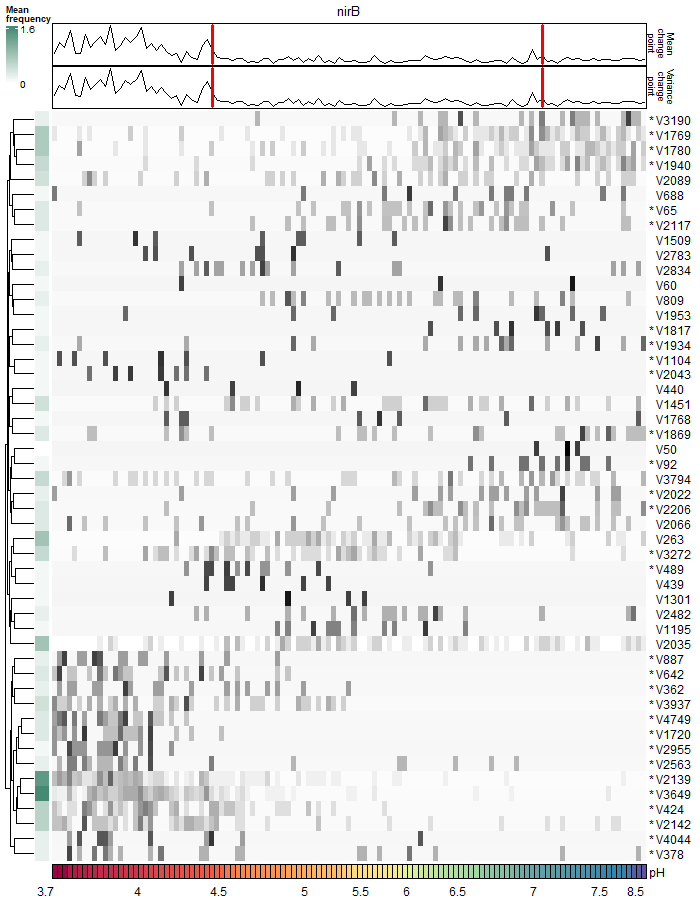 nirB
Mean
frequency
1.6
0
Mean
change
point
Variance
change
point
* V3190
* V1769
* V1780
* V1940
V2089
V688
* V65
* V2117
V1509
V2783
V2834
V60
V809
V1953
* V1817
* V1934
* V1104
* V2043
V440
V1451
V1768
* V1869
V50
* V92
V3794
* V2022
* V2206
V2066
V263
* V3272
* V489
V439
V1301
V2482
V1195
V2035
* V887
* V642
* V362
* V3937
* V4749
* V1720
* V2955
* V2563
* V2139
* V3649
* V424
* V2142
* V4044
* V378
pH
3.7 4 4.5 5 5.5 6 6.5 7 7.5 8.5